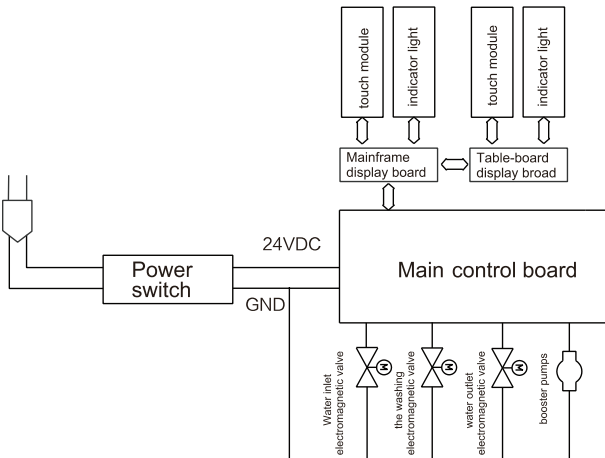 touch module
indicator light
touch module
indicator light
Mainframe
display board
Table-board
display broad
24VDC
Power
switch
GND
Main control board
Water inlet
electromagnetic valve
M
the washing
electromagnetic valve
M
water outlet
electromagnetic valve
M
booster pumps